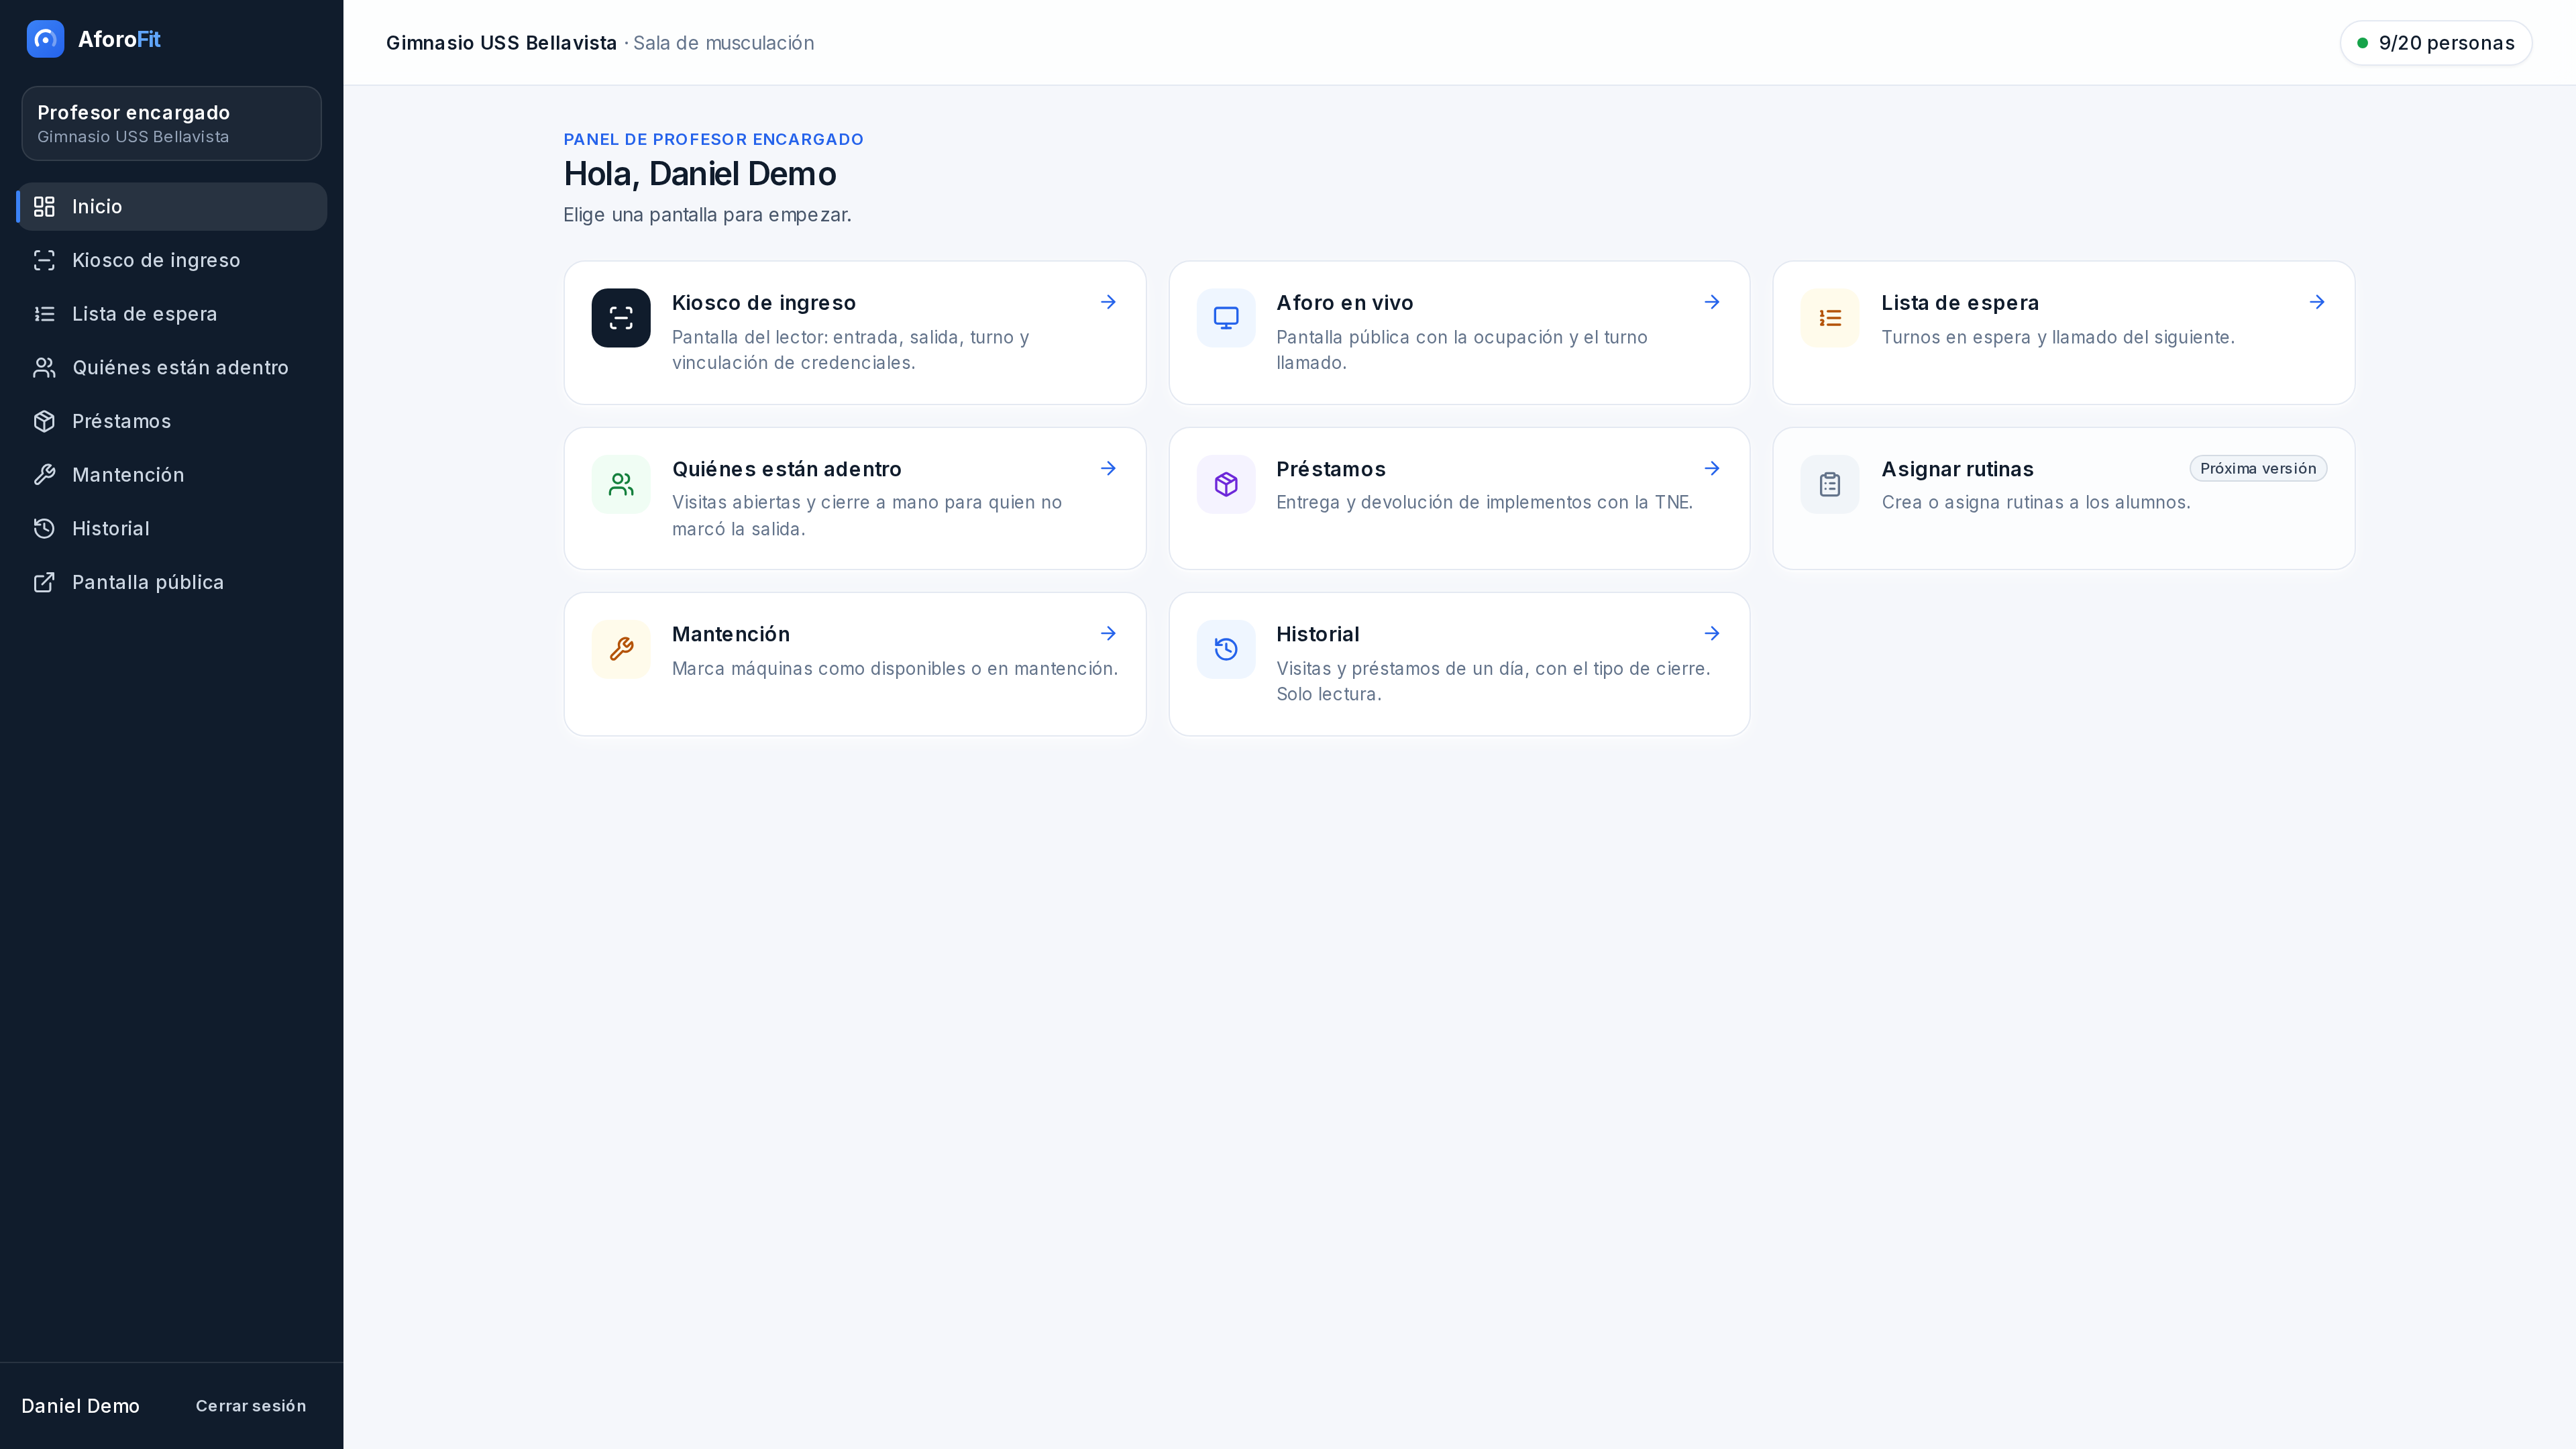 AforoFit
Profesor encargado
Gimnasio USS Bellavista
Inicio
Kiosco de ingreso
Lista de espera
Quiénes están adentro
Préstamos
Mantención
Historial
Pantalla pública
Daniel Demo
Cerrar sesión
Gimnasio USS Bellavista · Sala de musculación
9/20 personas
PANEL DE PROFESOR ENCARGADO
Hola, Daniel Demo
Elige una pantalla para empezar.
Kiosco de ingreso
Pantalla del lector: entrada, salida, turno y
vinculación de credenciales.
Aforo en vivo
Pantalla pública con la ocupación y el turno
llamado.
Lista de espera
Turnos en espera y llamado del siguiente.
Quiénes están adentro
Visitas abiertas y cierre a mano para quien no
marcó la salida.
Préstamos
Entrega y devolución de implementos con la TNE.
Asignar rutinas
Próxima versión
Crea o asigna rutinas a los alumnos.
Mantención
Marca máquinas como disponibles o en mantención.
Historial
Visitas y préstamos de un día, con el tipo de cierre.
Solo lectura.